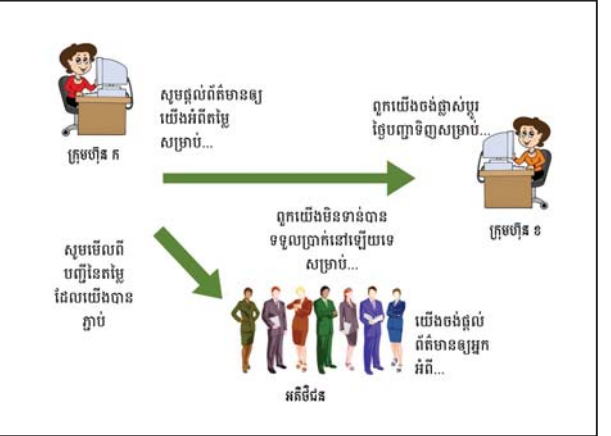 សូមផ្តល់ព័ត៌មានឲ្យ
យើងអំពីតម្លៃ
សម្រាប់...
ក្រុមហ៊ុន ក
ពួកយើងចង់ផ្លាស់ប្តូរ
ថ្ងៃបញ្ជាទិញសម្រាប់...
ក្រុមហ៊ុន ខ
ពួកយើងមិនទាន់បាន
ទទួលប្រាក់នៅឡើយទេ
សម្រាប់...
សូមមើលពី
បញ្ជីនៃតម្លៃ
ដែលយើងបាន
ភ្ជាប់
យើងចង់ផ្តល់
ព័ត៌មានឲ្យអ្នក
អំពី...
អតិថិជន